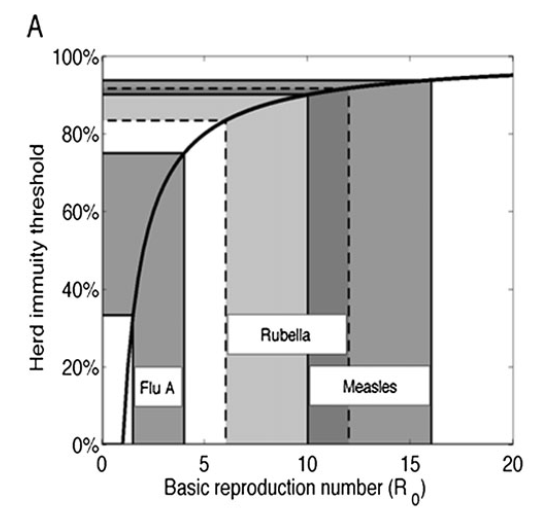 A
100%
80%
60%
40%
20%
0%
Herd immuity threshold
Rubella
Flu A
Measles
0 5 10 15 20
Basic reproduction number (R0)